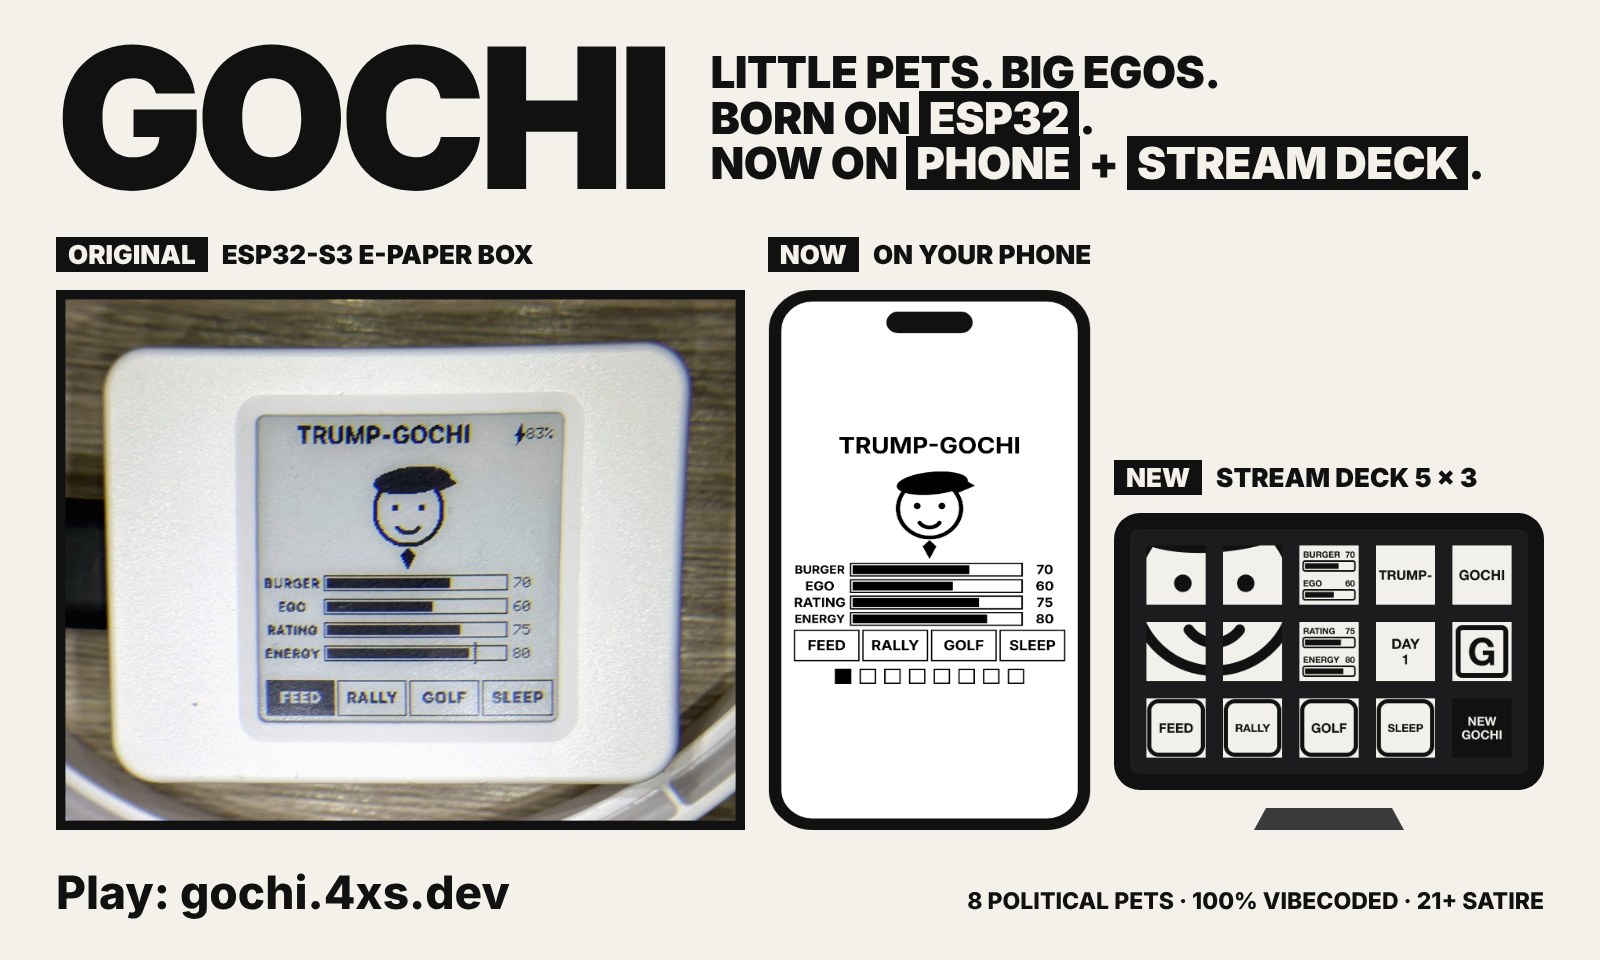 GOCHI
LITTLE PETS. BIG EGOS.
BORN ON ESP32.
NOW ON PHONE + STREAM DECK.
ORIGINAL ESP32-S3 E-PAPER BOX
TRUMP-GOCHI 83%
BURGER 70
EGO 60
RATING 75
ENERGY 80
FEED RALLY GOLF SLEEP
NOW ON YOUR PHONE
TRUMP-GOCHI
BURGER 70
EGO 60
RATING 75
ENERGY 80
FEED RALLY GOLF SLEEP
NEW STREAM DECK 5 × 3
BURGER 70
EGO 60
TRUMP-
GOCHI
RATING 75
ENERGY 80
DAY
1
G
FEED
RALLY
GOLF
SLEEP
NEW
GOCHI
Play: gochi.4xs.dev
8 POLITICAL PETS · 100% VIBECODED · 21+ SATIRE